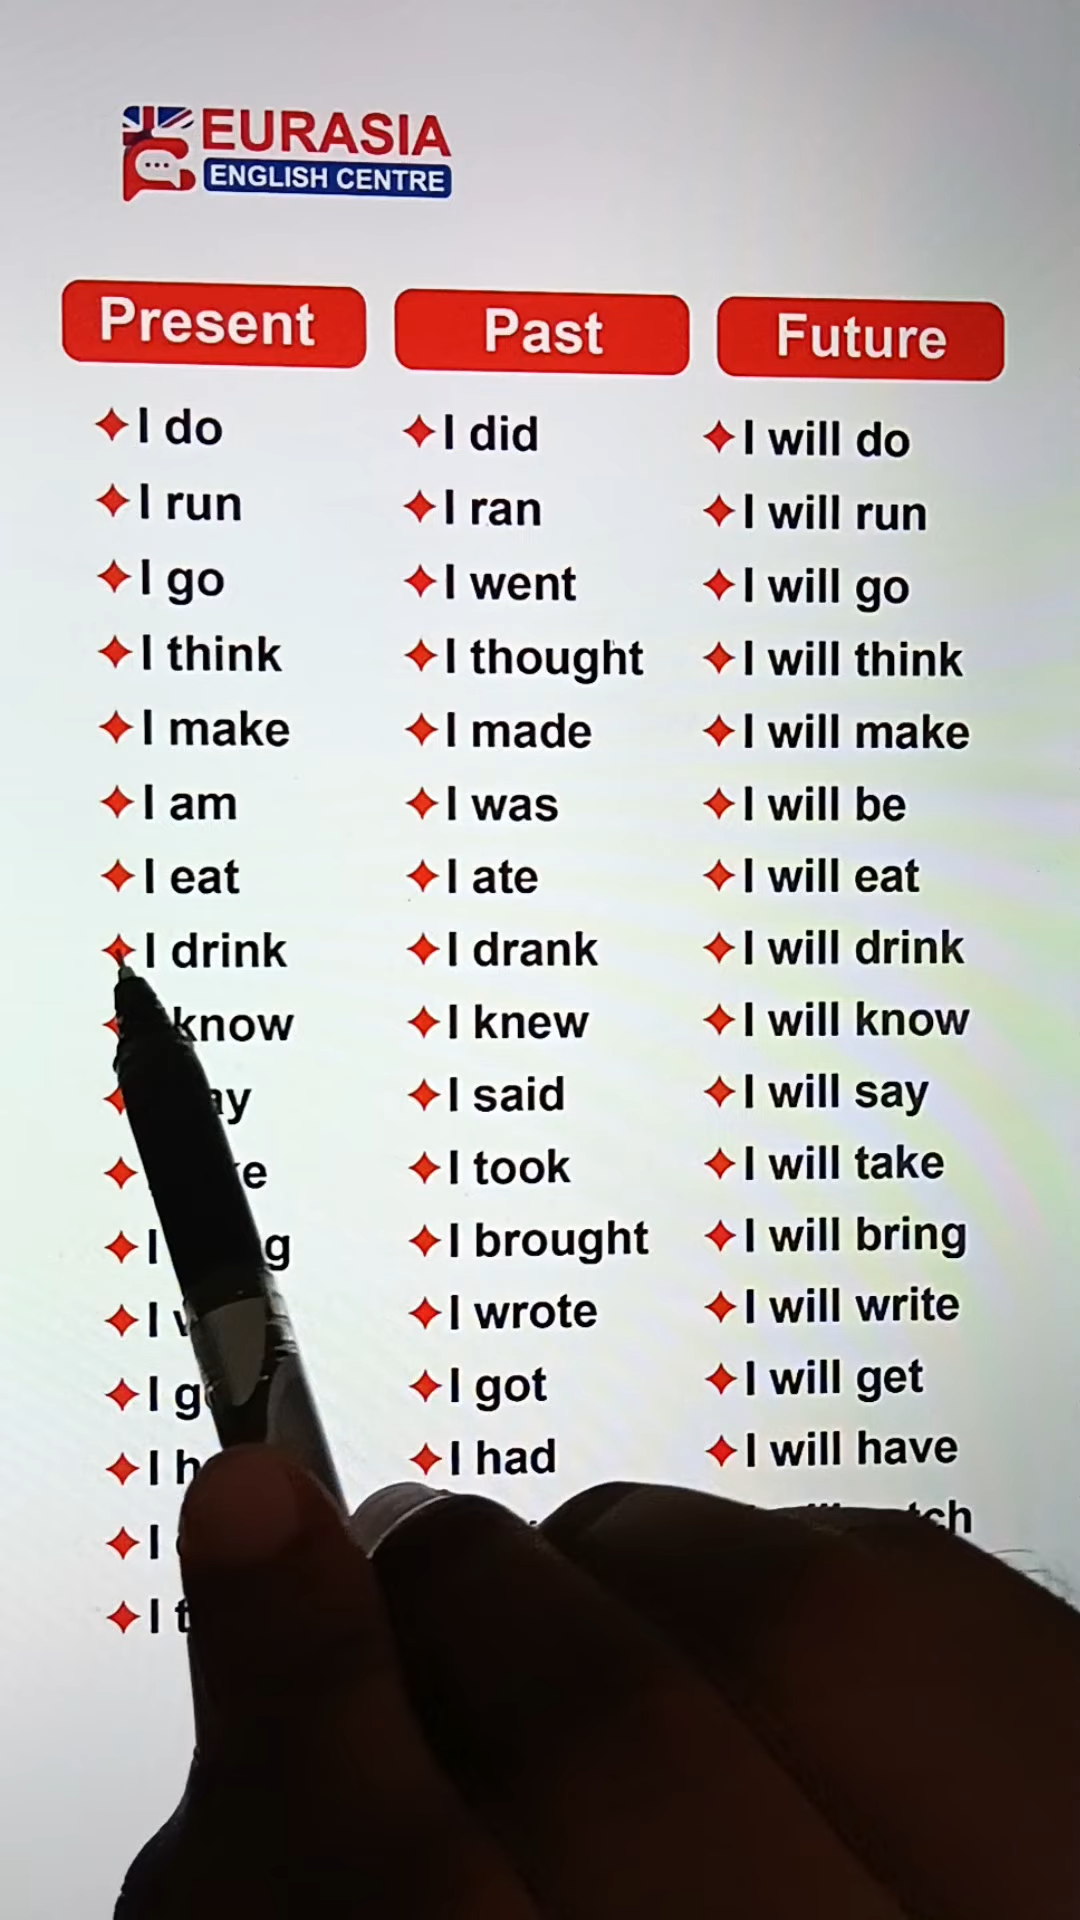 EURASIA
ENGLISH CENTRE
Present Past Future
I do I did I will do
I run I ran I will run
I go I went I will go
I think I thought I will think
I make I made I will make
I am I was I will be
I eat I ate I will eat
I drink I drank I will drink
know I knew I will know
I said I will say
I took I will take
I I brought I will bring
I I wrote I will write
I I got I will get
I I had I will have
I
I